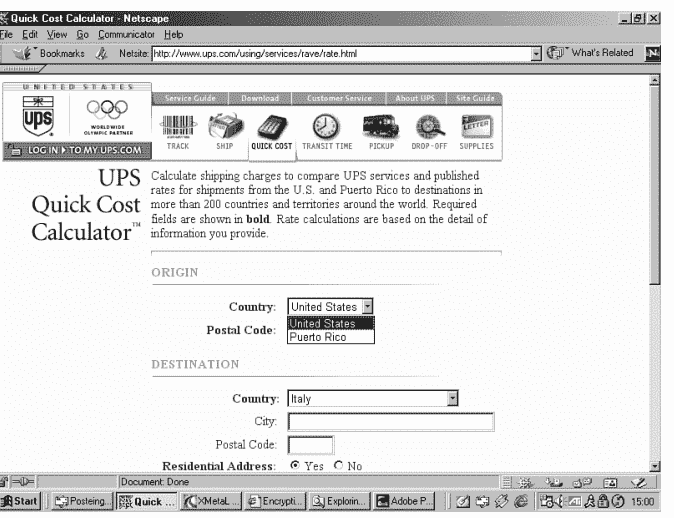 Quick Cost Calculator - Netscape
File Edit View Go Communicator Help
Bookmarks Netsite: http://www.ups.com/using/services/rave/rate.html What's Related N
UNITED STATES
Service Guide Download Customer Service About UPS Site Guide
ups
WORLDWIDE
OLYMPIC PARTNER
LETTER
LOG IN TO MY UPS.COM
TRACK SHIP QUICK COST TRANSIT TIME PICKUP DROP-OFF SUPPLIES
UPS
Quick Cost
Calculator™
Calculate shipping charges to compare UPS services and published
rates for shipments from the U.S. and Puerto Rico to destinations in
more than 200 countries and territories around the world. Required
fields are shown in bold. Rate calculations are based on the detail of
information you provide.
ORIGIN
Country: United States
Postal Code: United States
Puerto Rico
DESTINATION
Country: Italy
City:
Postal Code:
Residential Address: Yes No
Document: Done
Start Posteing... Quick ... XMetaL ... Encrypti... Explorin... Adobe P... 15:00